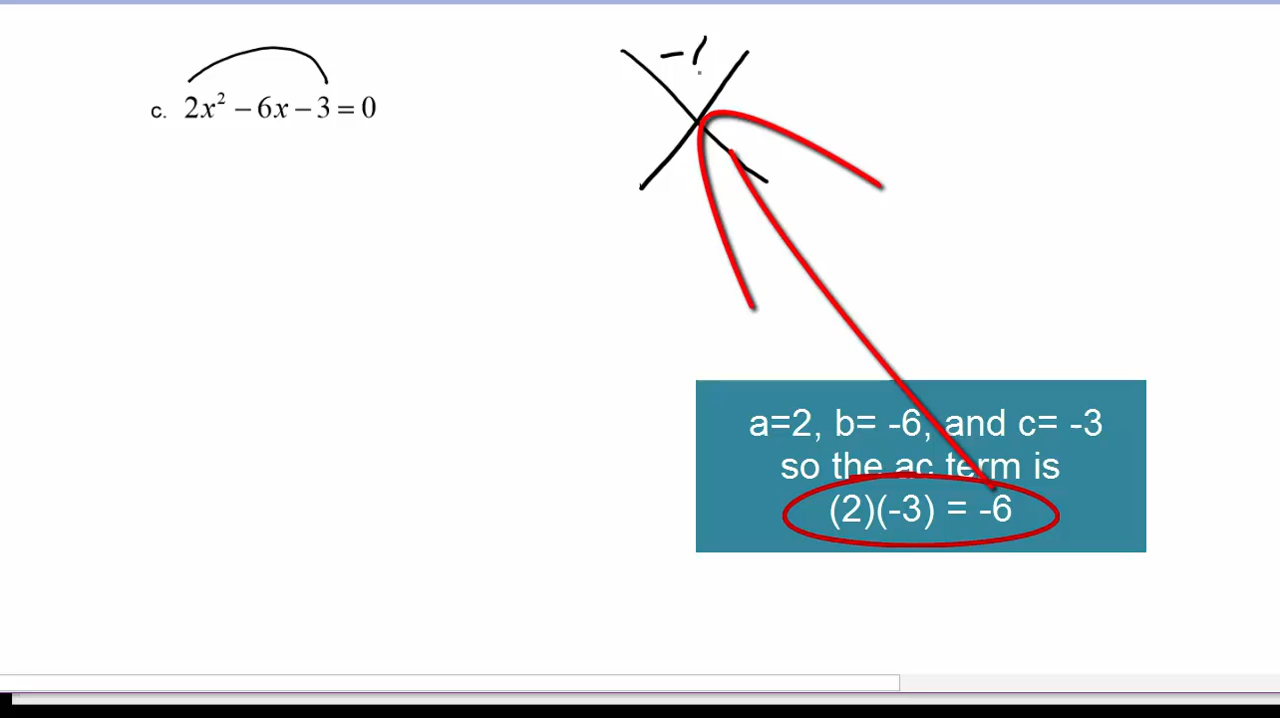 c. 2x² − 6x − 3 = 0
a=2, b= -6, and c= -3
so the ac term is
(2)(-3) = -6